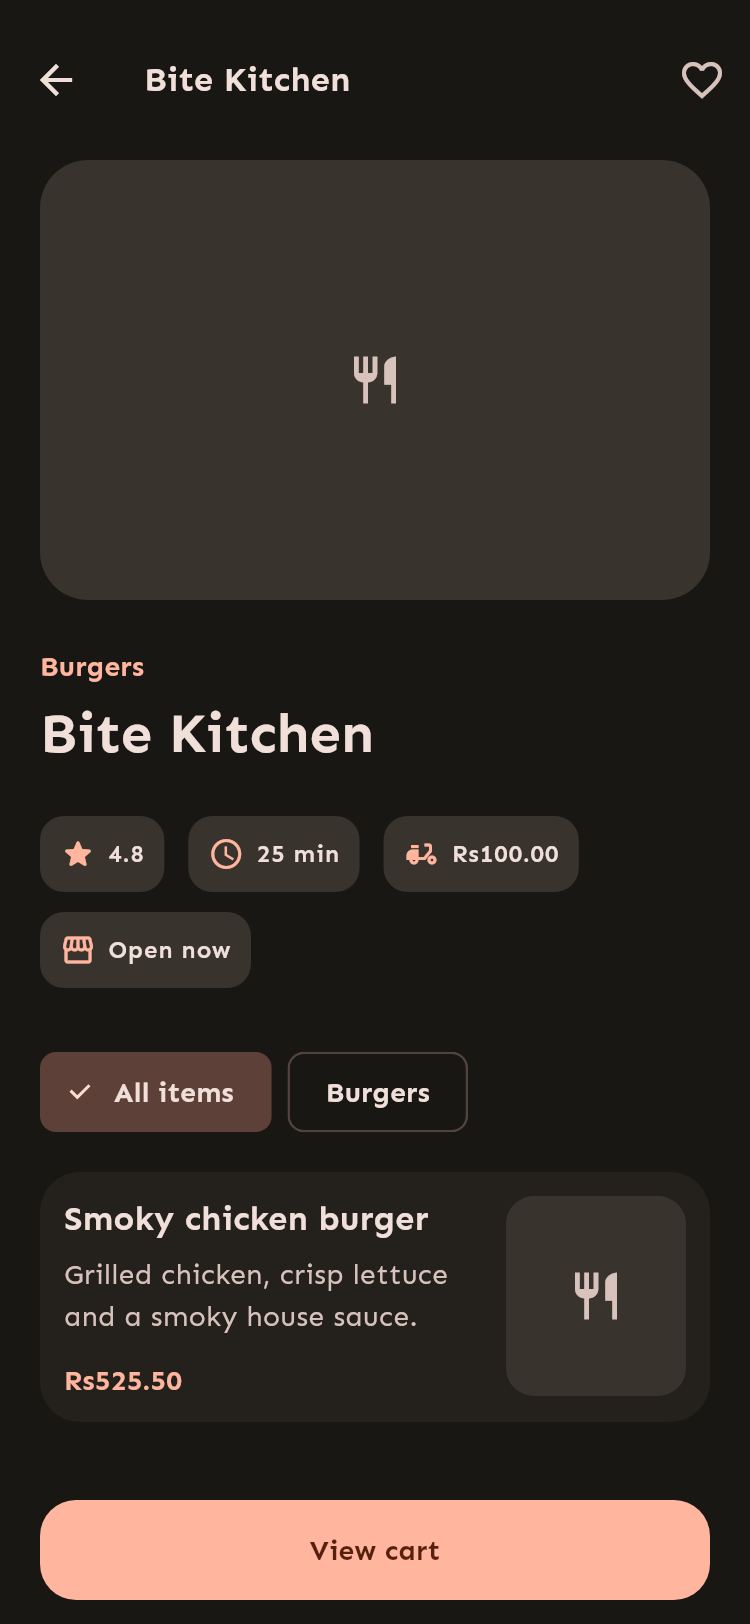 Bite Kitchen
Burgers
Bite Kitchen
4.8
25 min
Rs100.00
Open now
All items
Burgers
Smoky chicken burger
Grilled chicken, crisp lettuce
and a smoky house sauce.
Rs525.50
View cart